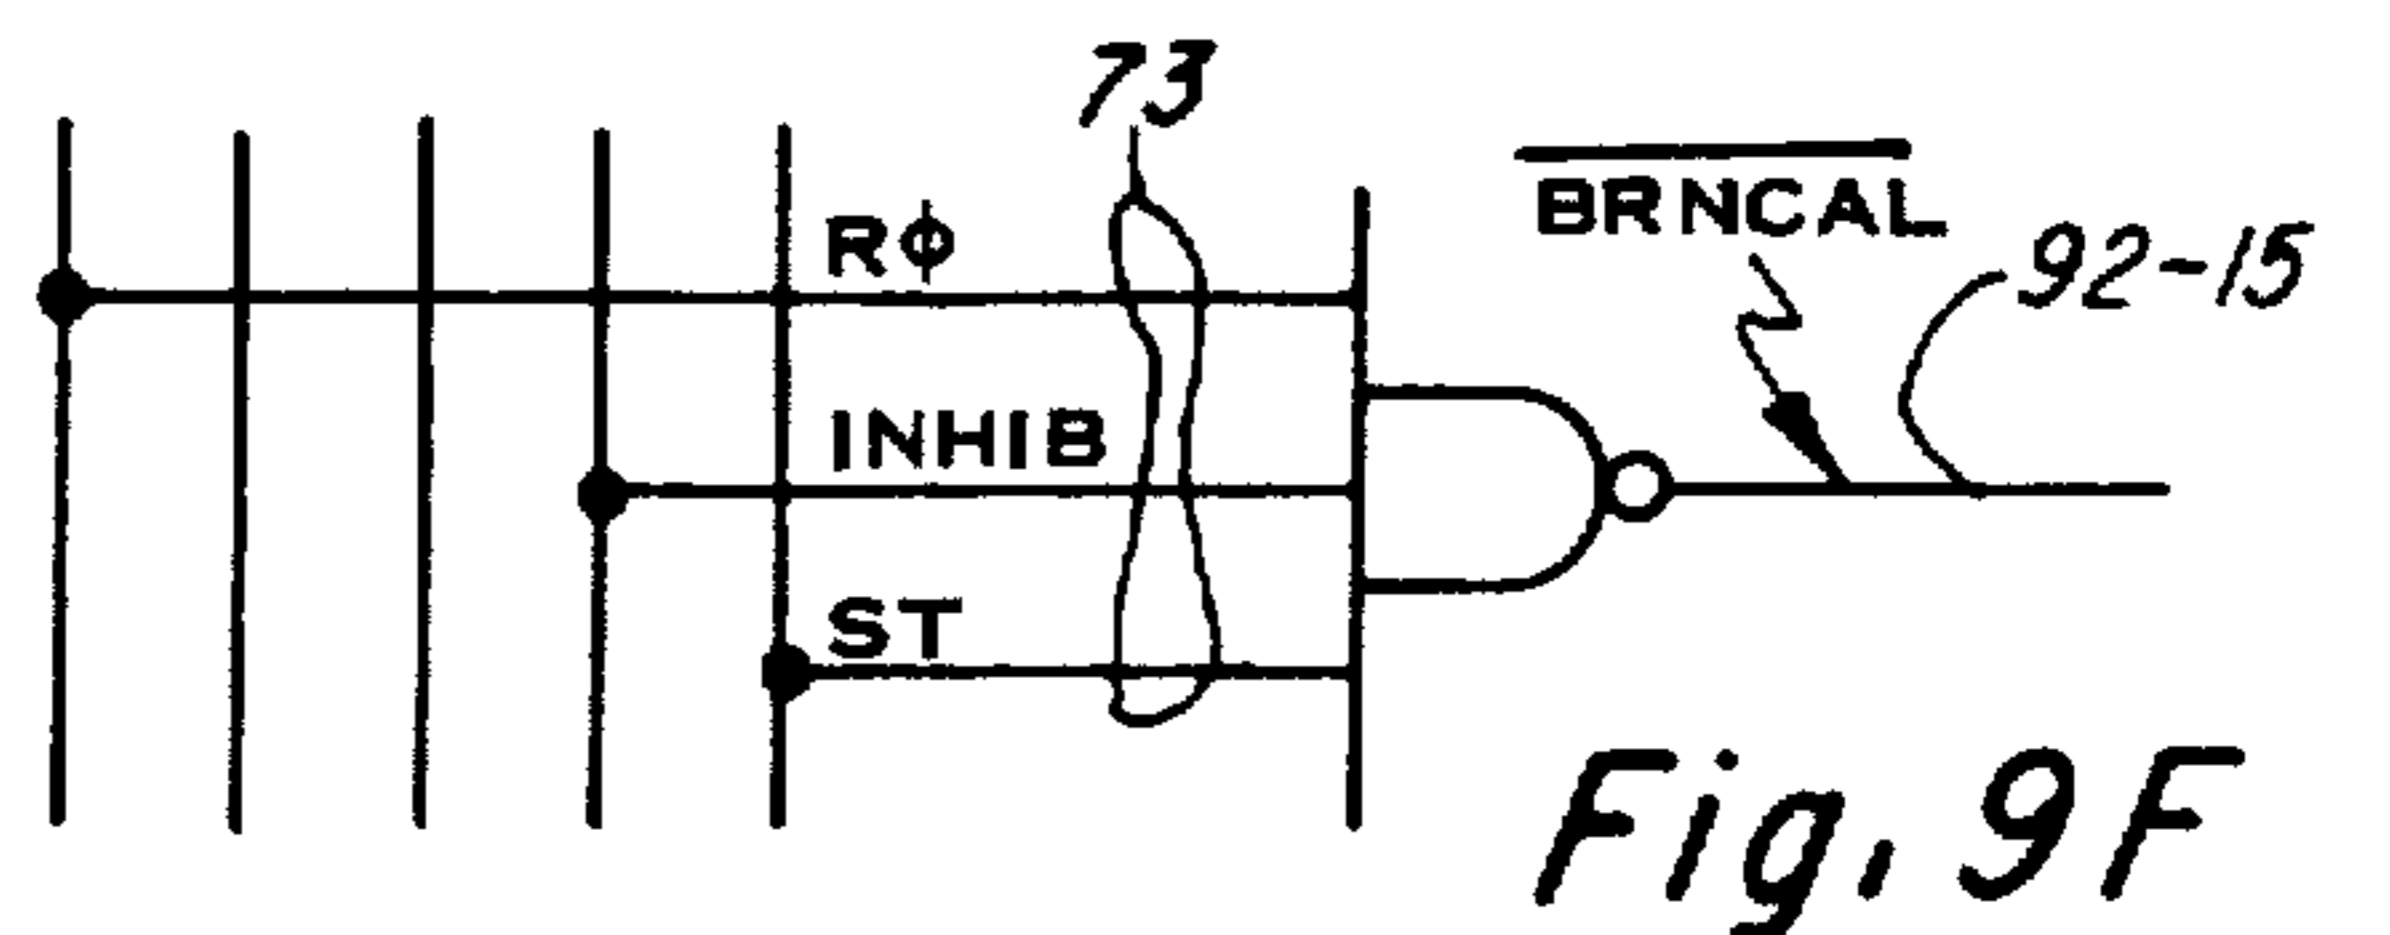 73
Rϕ
BRNCAL
92-15
INHIB
ST
Fig. 9F